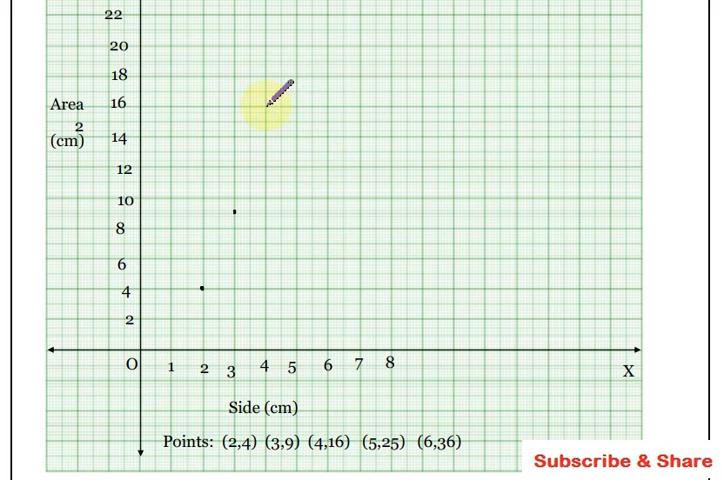 22
20
18
Area
16
2
(cm)
14
12
10
8
6
4
2
O
1 2 3 4 5 6 7 8
X
Side (cm)
Points: (2,4) (3,9) (4,16) (5,25) (6,36)
Subscribe & Share